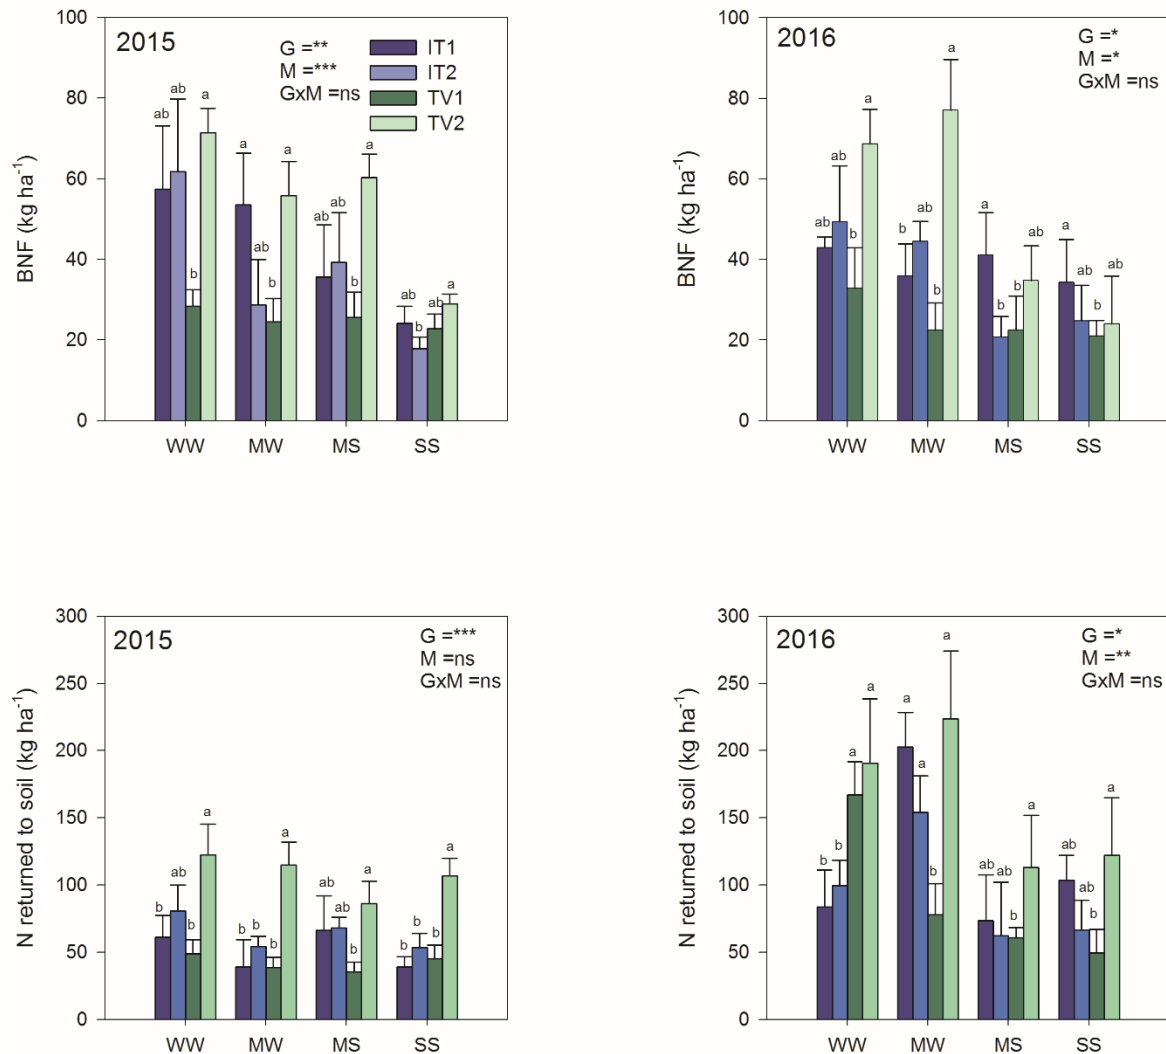 2015
G =**
M =***
GxM =ns
IT1
IT2
TV1
TV2
BNF (kg ha⁻¹)
100
80
60
40
20
0
ab ab a b
a ab b a
ab ab b a
ab b ab a
WW MW MS SS
2016
G =*
M =*
GxM =ns
BNF (kg ha⁻¹)
100
80
60
40
20
0
ab ab b a
b ab b a
a b b ab
a ab b ab
WW MW MS SS
2015
G =***
M =ns
GxM =ns
N returned to soil (kg ha⁻¹)
300
250
200
150
100
50
0
b ab b a
b b b a
ab ab b a
b b b a
WW MW MS SS
2016
G =*
M =**
GxM =ns
N returned to soil (kg ha⁻¹)
300
250
200
150
100
50
0
b b a a
a a b a
ab ab b a
a ab b a
WW MW MS SS